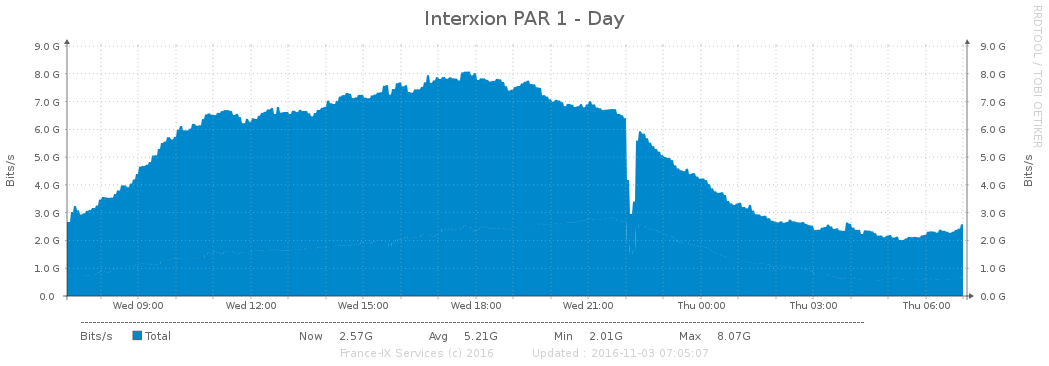 Interxion PAR 1 - Day
RRDTOOL / TOBI OETIKER
Bits/s
9.0 G 9.0 G
8.0 G 8.0 G
7.0 G 7.0 G
6.0 G 6.0 G
5.0 G 5.0 G
4.0 G 4.0 G
3.0 G 3.0 G
2.0 G 2.0 G
1.0 G 1.0 G
0.0 0.0 G
Bits/s
Wed 09:00 Wed 12:00 Wed 15:00 Wed 18:00 Wed 21:00 Thu 00:00 Thu 03:00 Thu 06:00
Bits/s Total Now 2.57G Avg 5.21G Min 2.01G Max 8.07G
France-IX Services (c) 2016 Updated : 2016-11-03 07:05:07